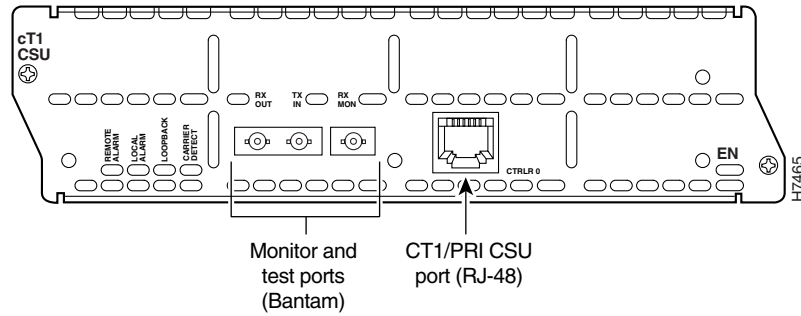 cT1
CSU
RX
OUT
TX
IN
RX
MON
REMOTE
ALARM
LOCAL
ALARM
LOOPBACK
CARRIER
DETECT
CTRLR 0
EN
H7465
Monitor and
test ports
(Bantam)
CT1/PRI CSU
port (RJ-48)